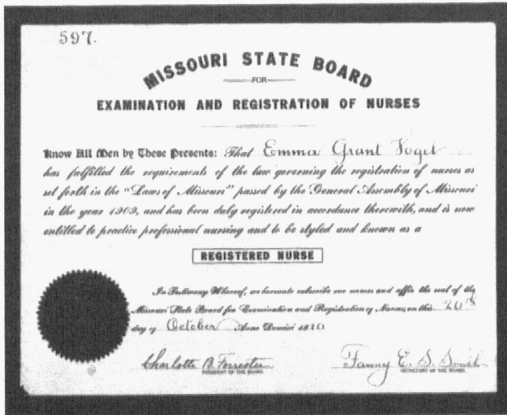 597.
MISSOURI STATE BOARD
FOR
EXAMINATION AND REGISTRATION OF NURSES
Know All Men by These Presents: That Emma Grant Vogel
has fulfilled the requirements of the law governing the registration of nurses as
set forth in the "Laws of Missouri" passed by the General Assembly of Missouri
in the year 1909, and has been duly registered in accordance therewith, and is now
entitled to practice professional nursing and to be styled and known as a
REGISTERED NURSE
In Testimony Whereof, we hereunto subscribe our names and affix the seal of the
Missouri State Board for Examination and Registration of Nurses, on this 20th
day of October Anno Domini 1910
Charlotte B. Forrester Fanny E. S. Smith
PRESIDENT OF THE BOARD. SECRETARY OF THE BOARD.